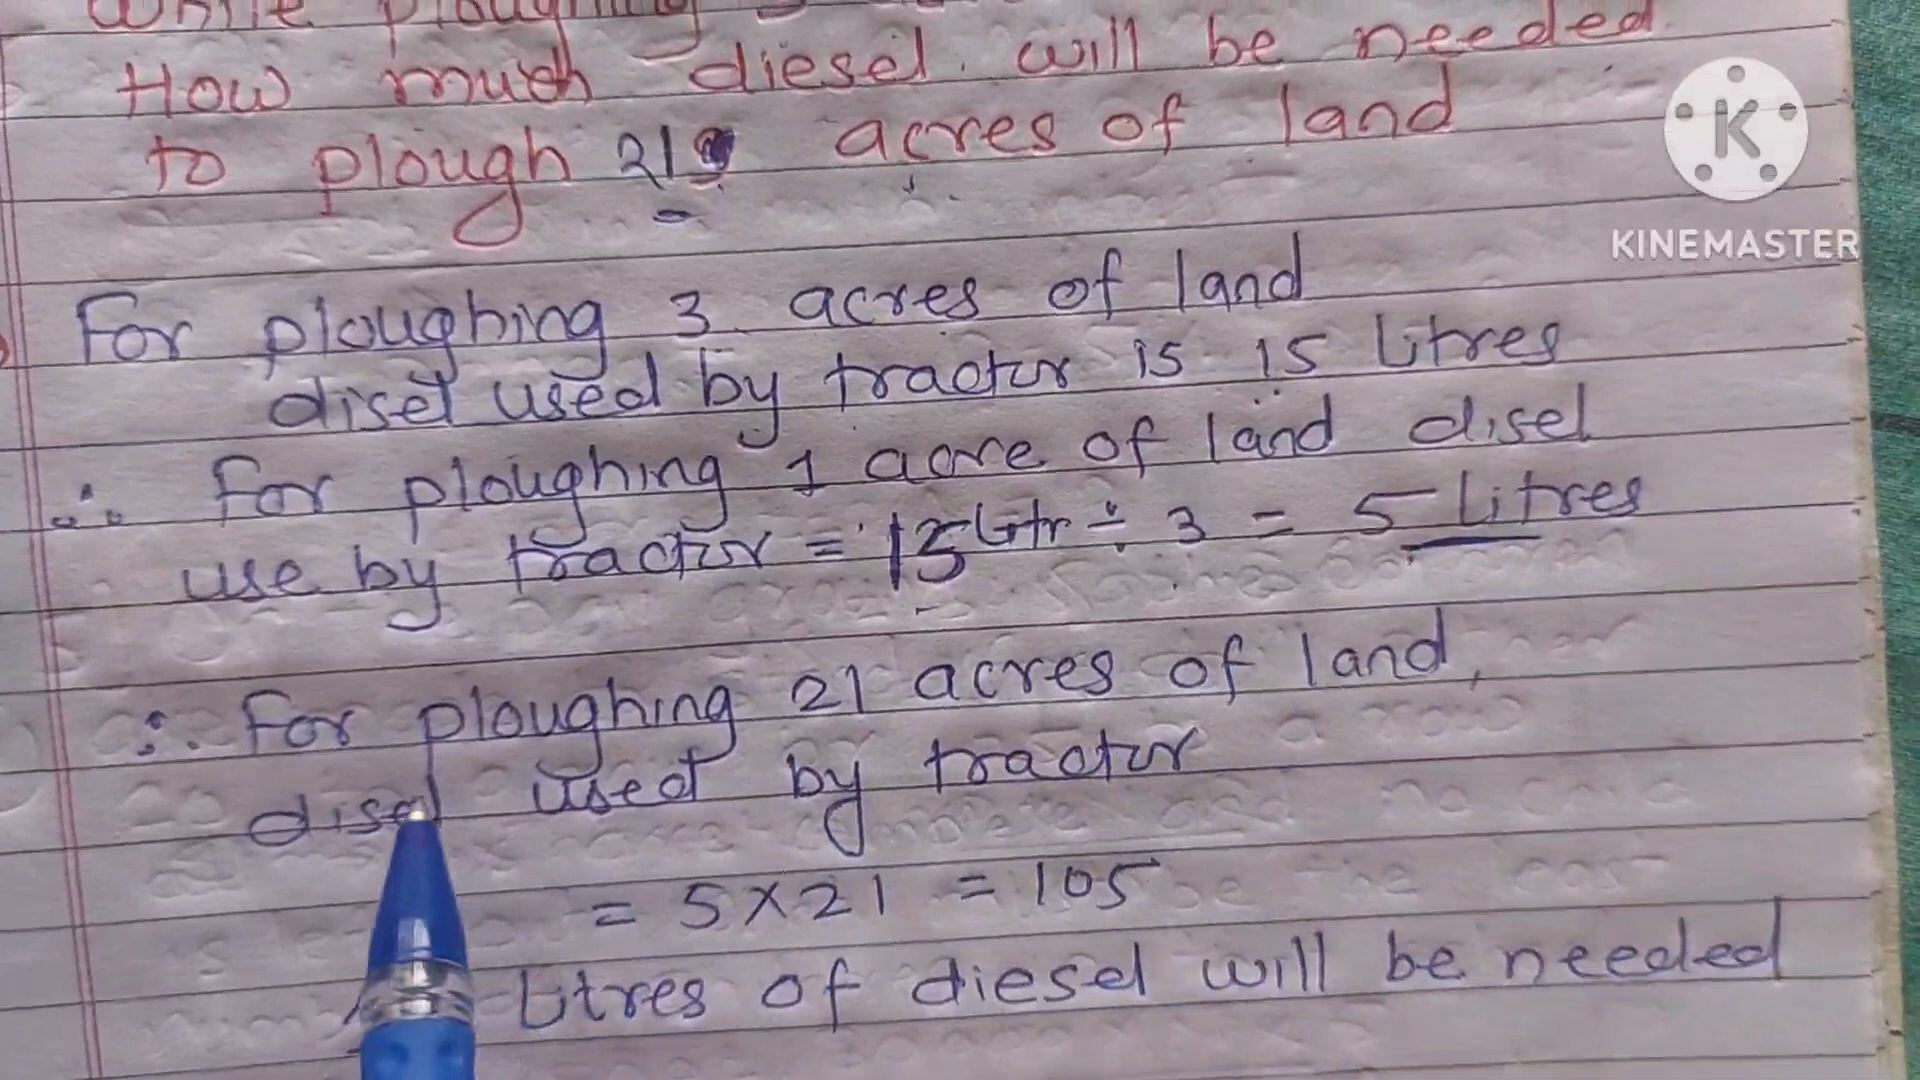 While ploughing 3
How much diesel will be needed
to plough 21 acres of land
For ploughing 3 acres of land
disel used by tractor is 15 litres
∴ for ploughing 1 acre of land disel
use by tractor = 15 Ltr ÷ 3 = 5 litres
∴ For ploughing 21 acres of land,
disel used by tractor
= 5 × 21 = 105
Litres of diesel will be needed
K
KINEMASTER